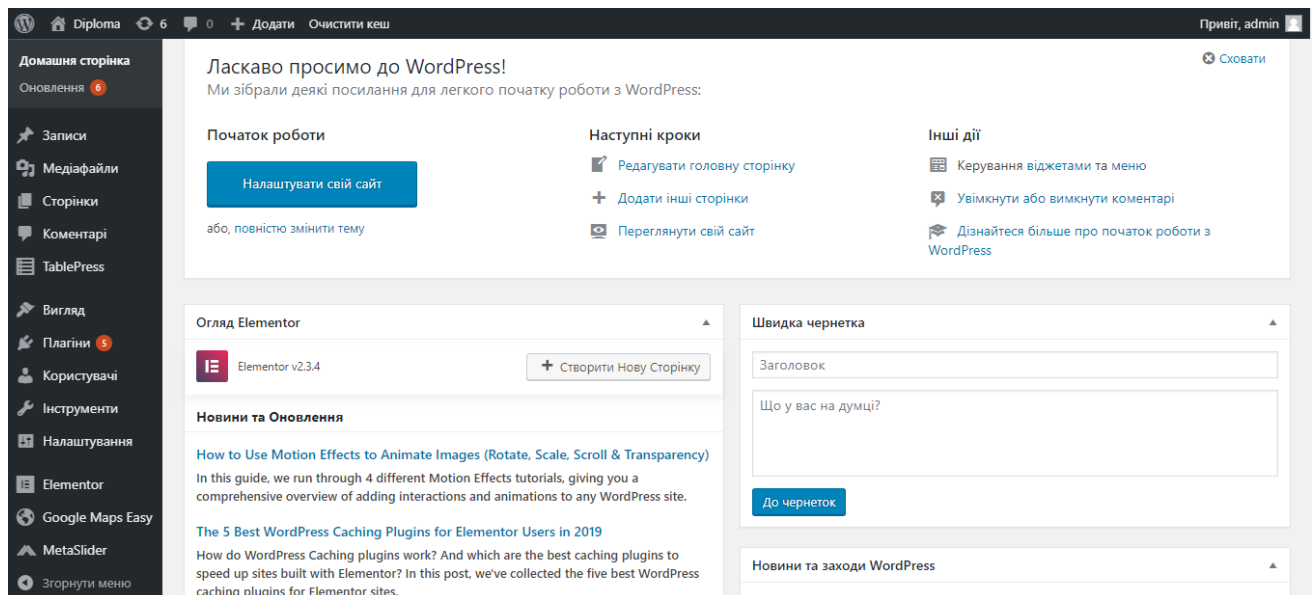 Diploma 6 0 Додати Очистити кеш Привіт, admin
Домашня сторінка
Оновлення 6
Записи
Медіафайли
Сторінки
Коментарі
TablePress
Вигляд
Плагіни 5
Користувачі
Інструменти
Налаштування
Elementor
Google Maps Easy
MetaSlider
Згорнути меню
Ласкаво просимо до WordPress!
Сховати
Ми зібрали деякі посилання для легкого початку роботи з WordPress:
Початок роботи
Налаштувати свій сайт
або, повністю змінити тему
Наступні кроки
Редагувати головну сторінку
Додати інші сторінки
Переглянути свій сайт
Інші дії
Керування віджетами та меню
Увімкнути або вимкнути коментарі
Дізнайтеся більше про початок роботи з
WordPress
Огляд Elementor
Elementor v2.3.4
Створити Нову Сторінку
Новини та Оновлення
How to Use Motion Effects to Animate Images (Rotate, Scale, Scroll & Transparency)
In this guide, we run through 4 different Motion Effects tutorials, giving you a
comprehensive overview of adding interactions and animations to any WordPress site.
The 5 Best WordPress Caching Plugins for Elementor Users in 2019
How do WordPress Caching plugins work? And which are the best caching plugins to
speed up sites built with Elementor? In this post, we've collected the five best WordPress
caching plugins for Elementor sites.
Швидка чернетка
Заголовок
Що у вас на думці?
До чернеток
Новини та заходи WordPress